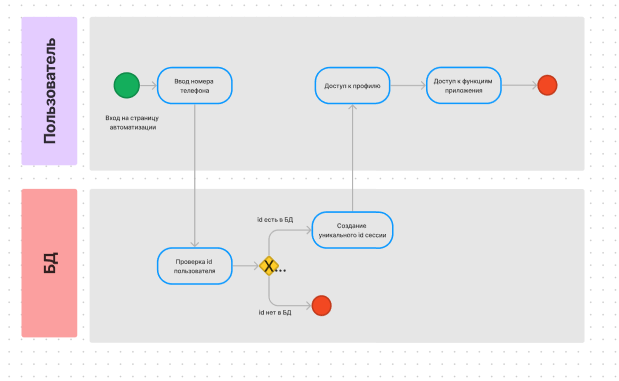 Пользователь
Ввод номера
телефона
Доступ к профилю
Доступ к функциям
приложения
Вход на страницу
автоматизации
БД
id есть в БД
Создание
уникального id сессии
Проверка id
пользователя
X...
id нет в БД